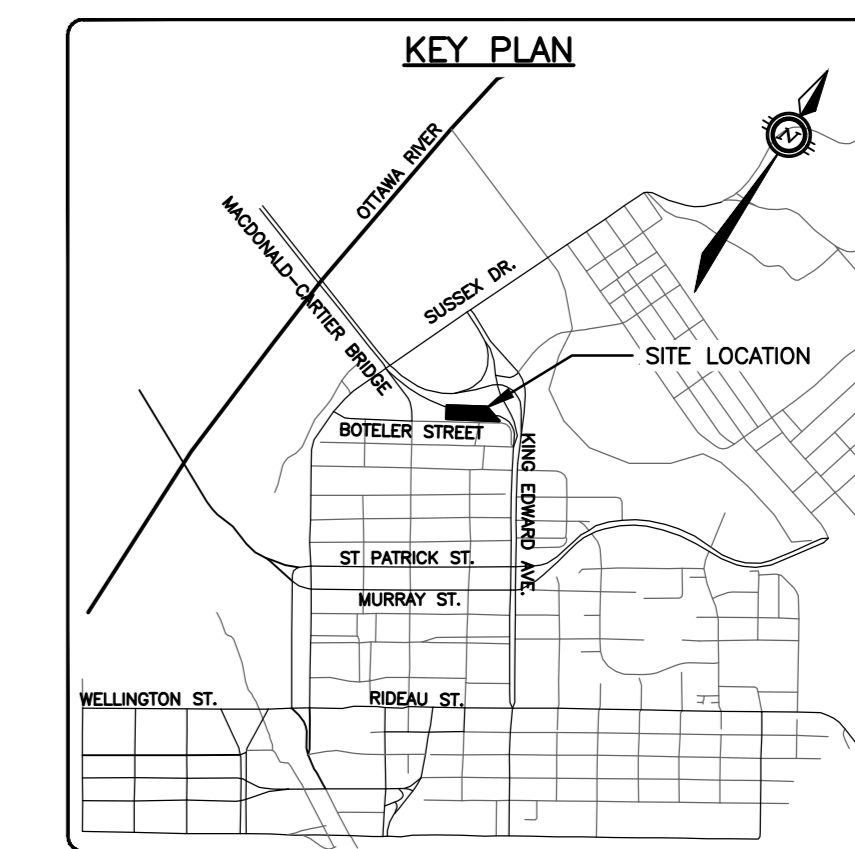 KEY PLAN
OTTAWA RIVER
N
MACDONALD-CARTIER BRIDGE
SUSSEX DR.
SITE LOCATION
BOTELER STREET
KING EDWARD AVE.
ST PATRICK ST.
MURRAY ST.
WELLINGTON ST.
RIDEAU ST.